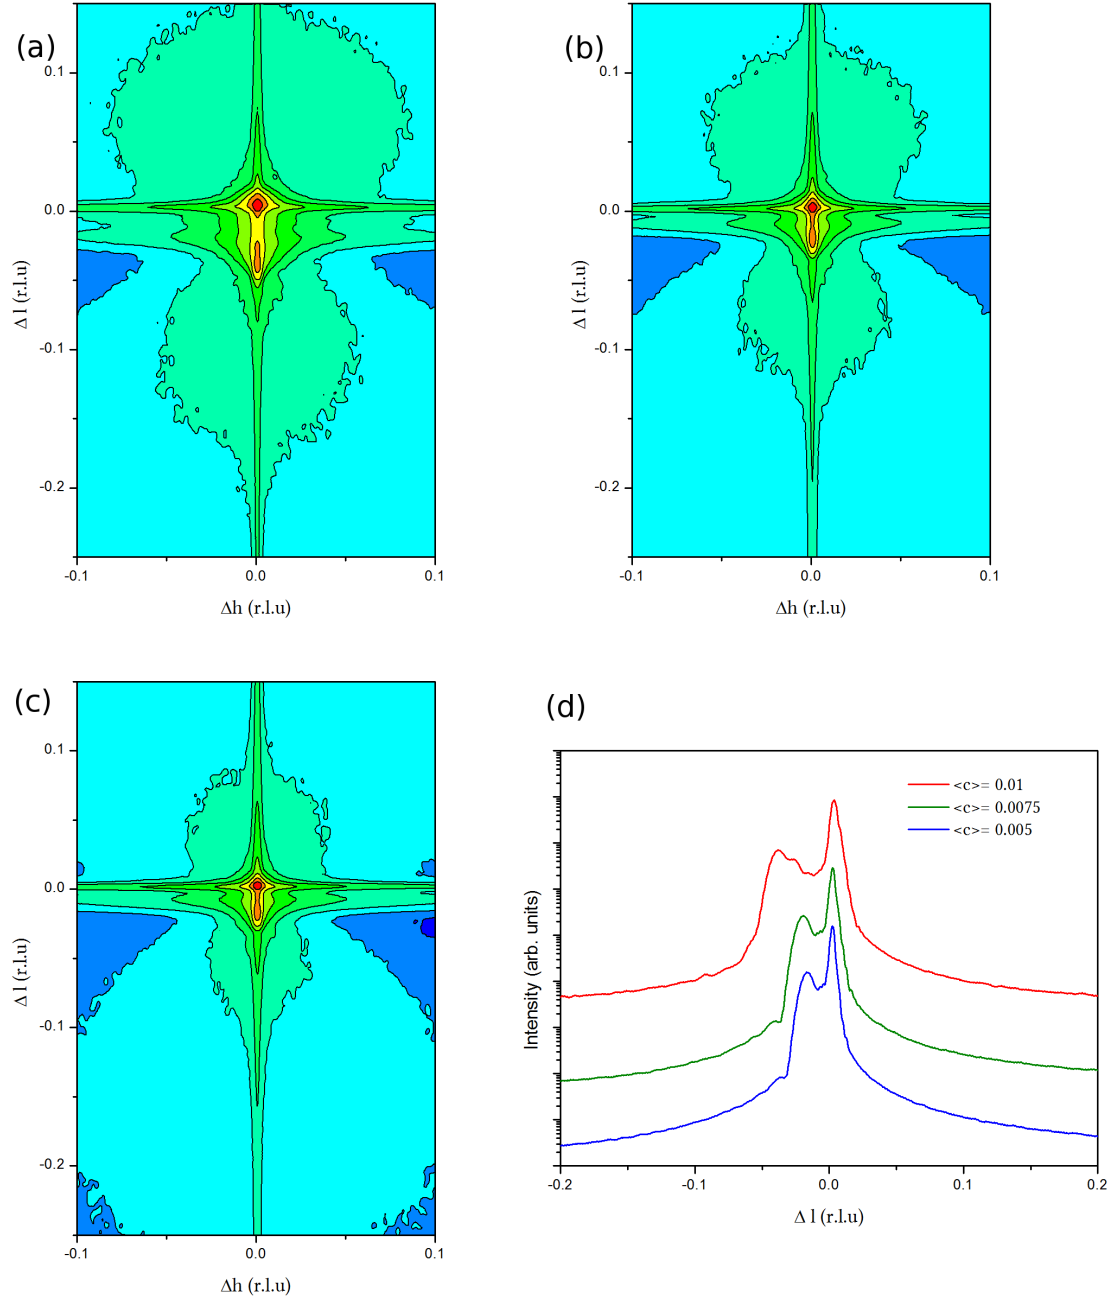 (a)
0.1
0.0
-0.1
-0.2
Δ l (r.l.u)
-0.1
0.0
0.1
Δh (r.l.u)
(b)
0.1
0.0
-0.1
-0.2
Δ l (r.l.u)
-0.1
0.0
0.1
Δh (r.l.u)
(c)
0.1
0.0
-0.1
-0.2
Δ l (r.l.u)
-0.1
0.0
0.1
Δh (r.l.u)
(d)
<c>= 0.01
<c>= 0.0075
<c>= 0.005
Intensity (arb. units)
-0.2
-0.1
0.0
0.1
0.2
Δ l (r.l.u)